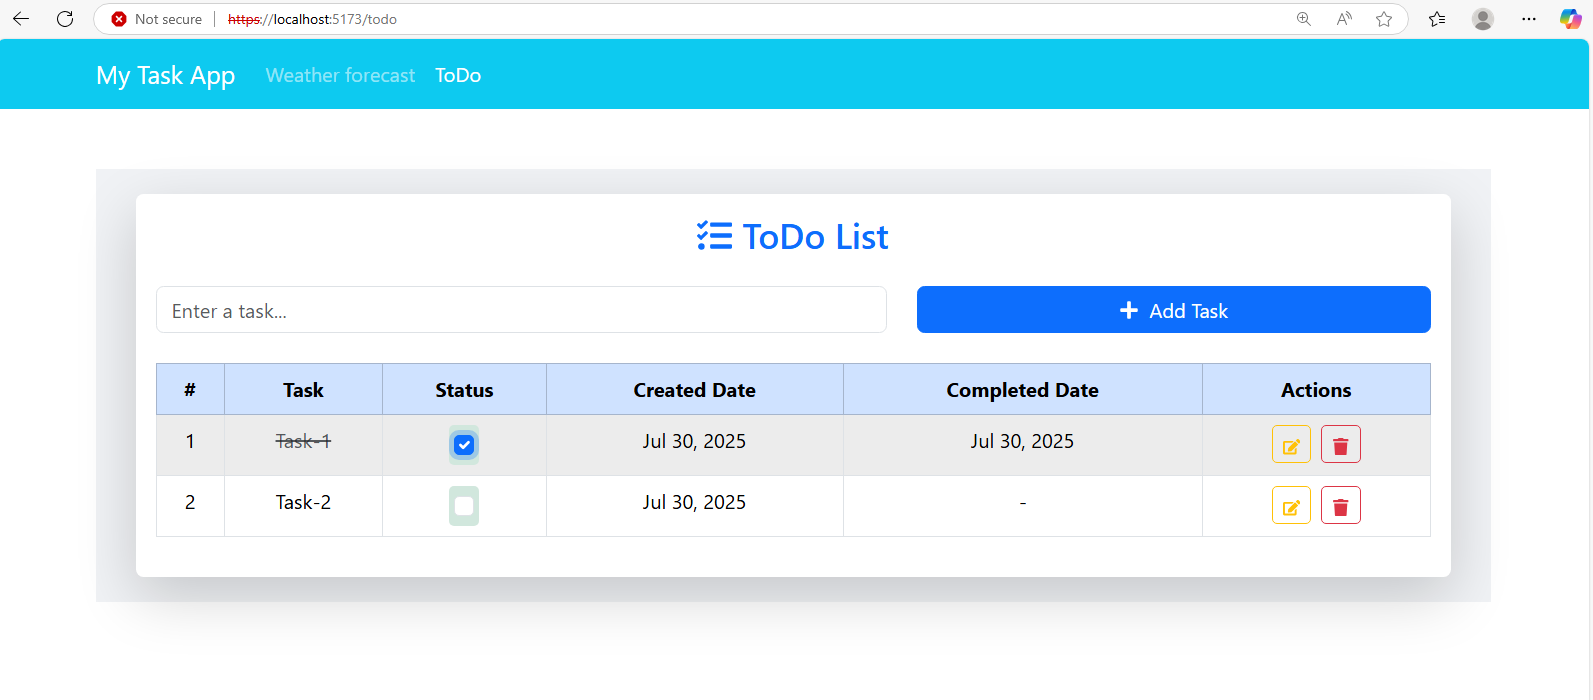 Not secure | https://localhost:5173/todo
My Task App Weather forecast ToDo
ToDo List
Enter a task... Add Task
# Task Status Created Date Completed Date Actions
1 Task-1 Jul 30, 2025 Jul 30, 2025
2 Task-2 Jul 30, 2025 -